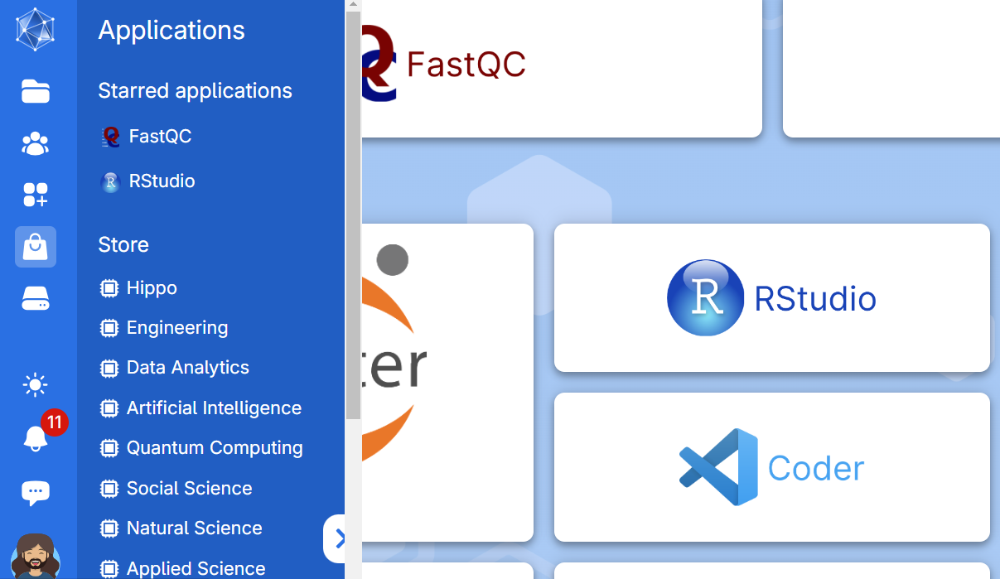 Applications
Starred applications
FastQC
RStudio
Store
Hippo
Engineering
Data Analytics
Artificial Intelligence
Quantum Computing
Social Science
Natural Science
Applied Science
11
FastQC
R RStudio
ter
Coder